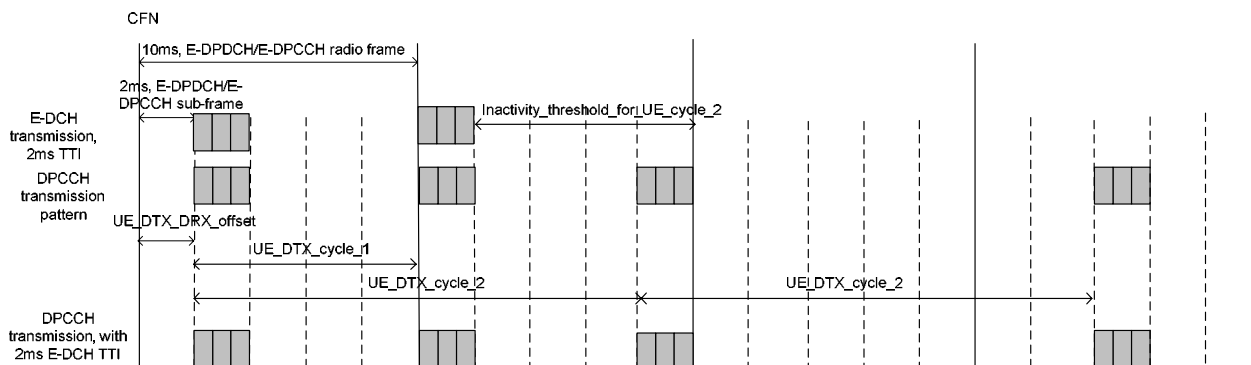 CFN
10ms, E-DPDCH/E-DPCCH radio frame
2ms, E-DPDCH/E-
DPCCH sub-frame
Inactivity_threshold_for_UE_cycle_2
E-DCH
transmission,
2ms TTI
DPCCH
transmission
pattern
UE_DTX_DRX_offset
UE_DTX_cycle_1
UE_DTX_cycle_2
UE_DTX_cycle_2
DPCCH
transmission, with
2ms E-DCH TTI